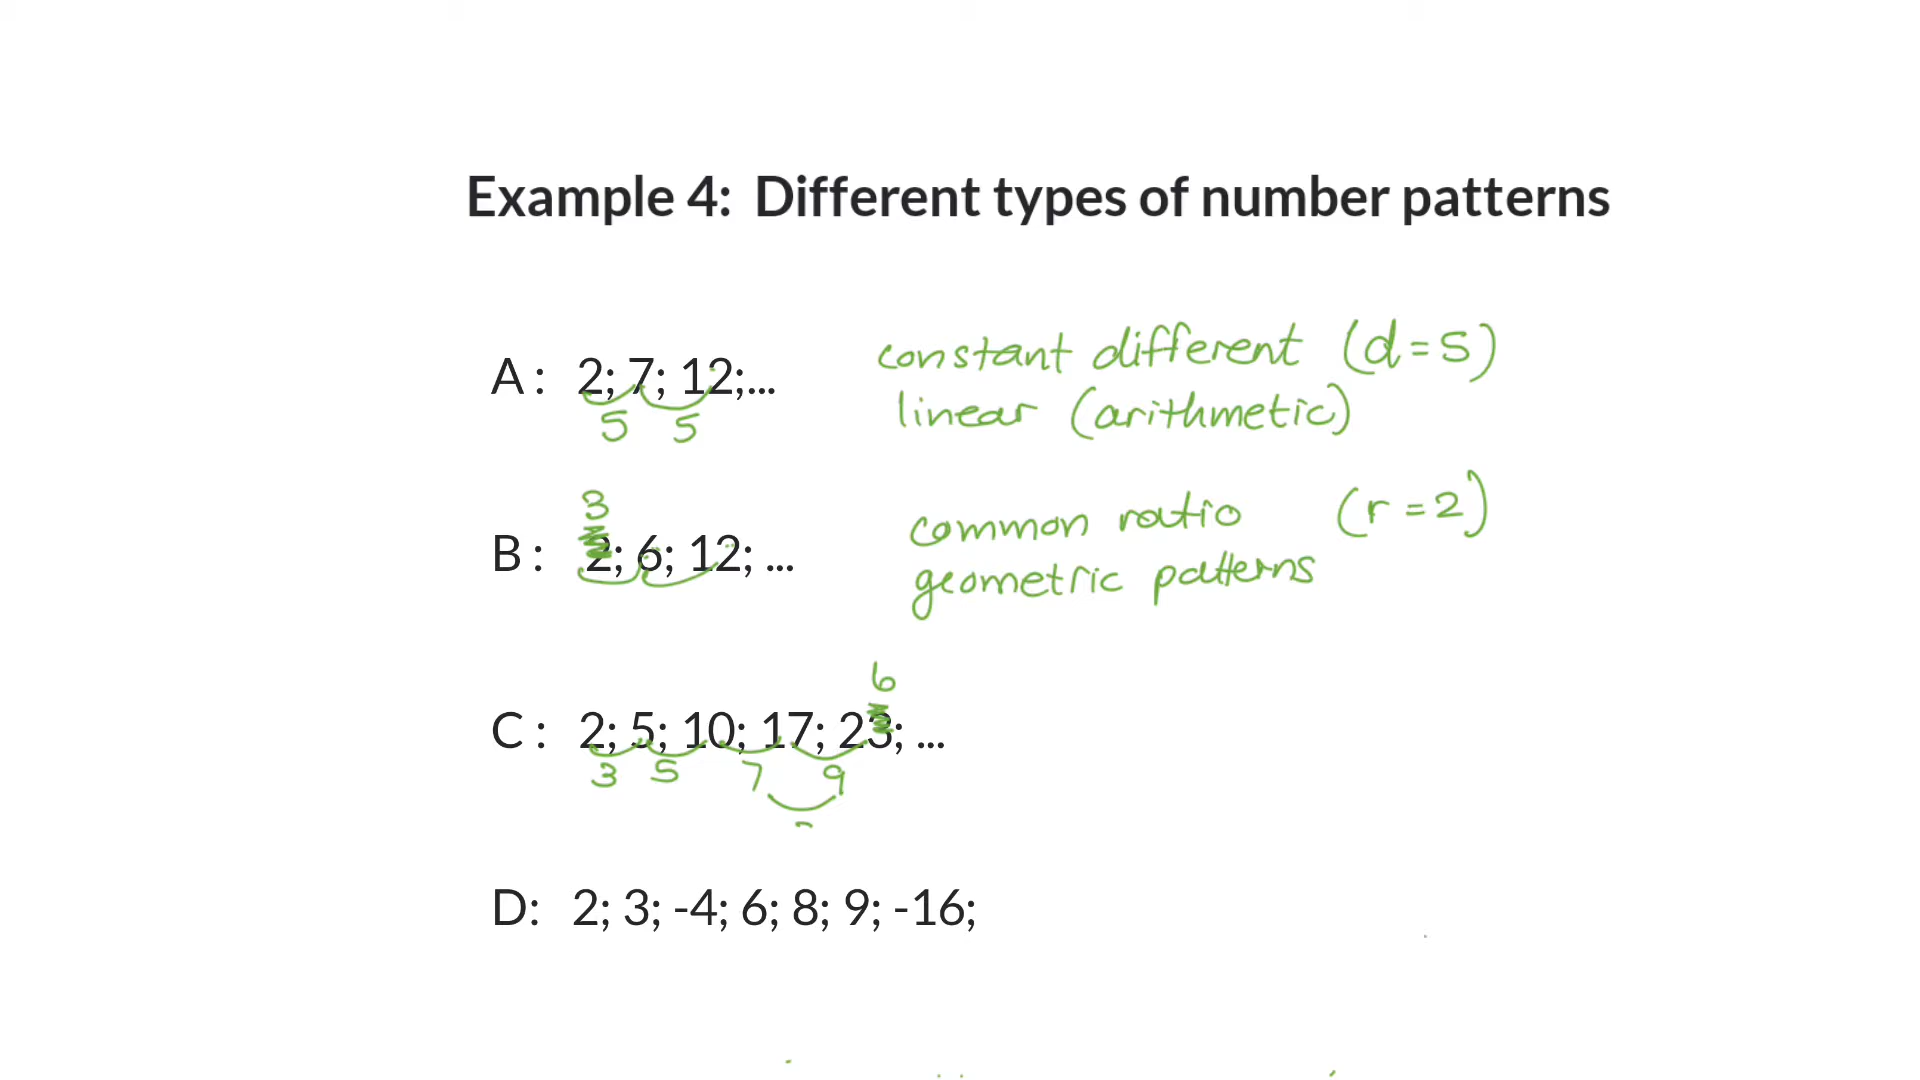 Example 4: Different types of number patterns
A : 2; 7; 12;... constant different (d=5)
5 5 linear (arithmetic)
3
B : 2; 6; 12; ... common ratio (r=2)
geometric patterns
6
C : 2; 5; 10; 17; 23; ...
3 5 7 9
D: 2; 3; -4; 6; 8; 9; -16;